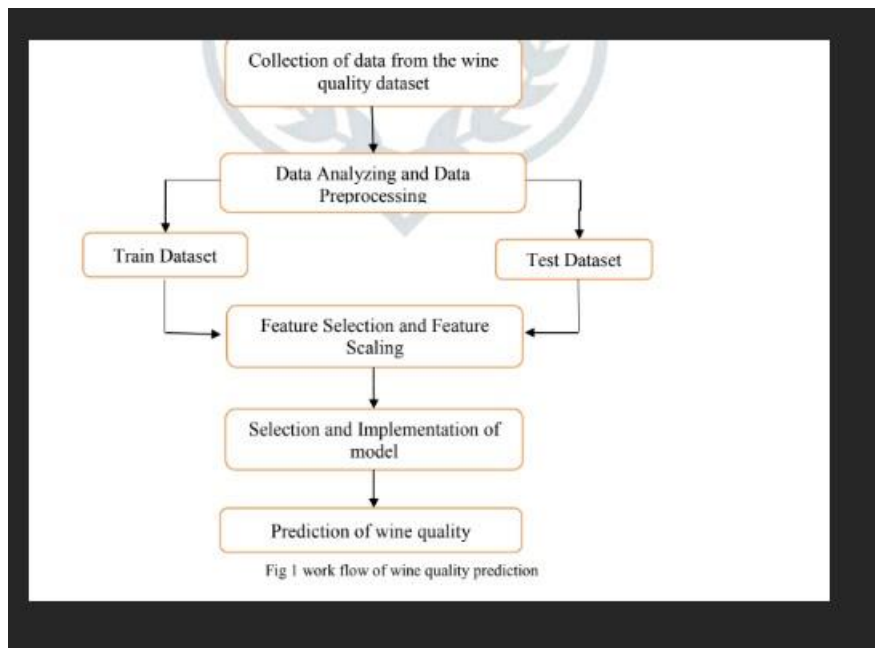 Collection of data from the wine
quality dataset
Data Analyzing and Data
Preprocessing
Train Dataset
Test Dataset
Feature Selection and Feature
Scaling
Selection and Implementation of
model
Prediction of wine quality
Fig 1 work flow of wine quality prediction